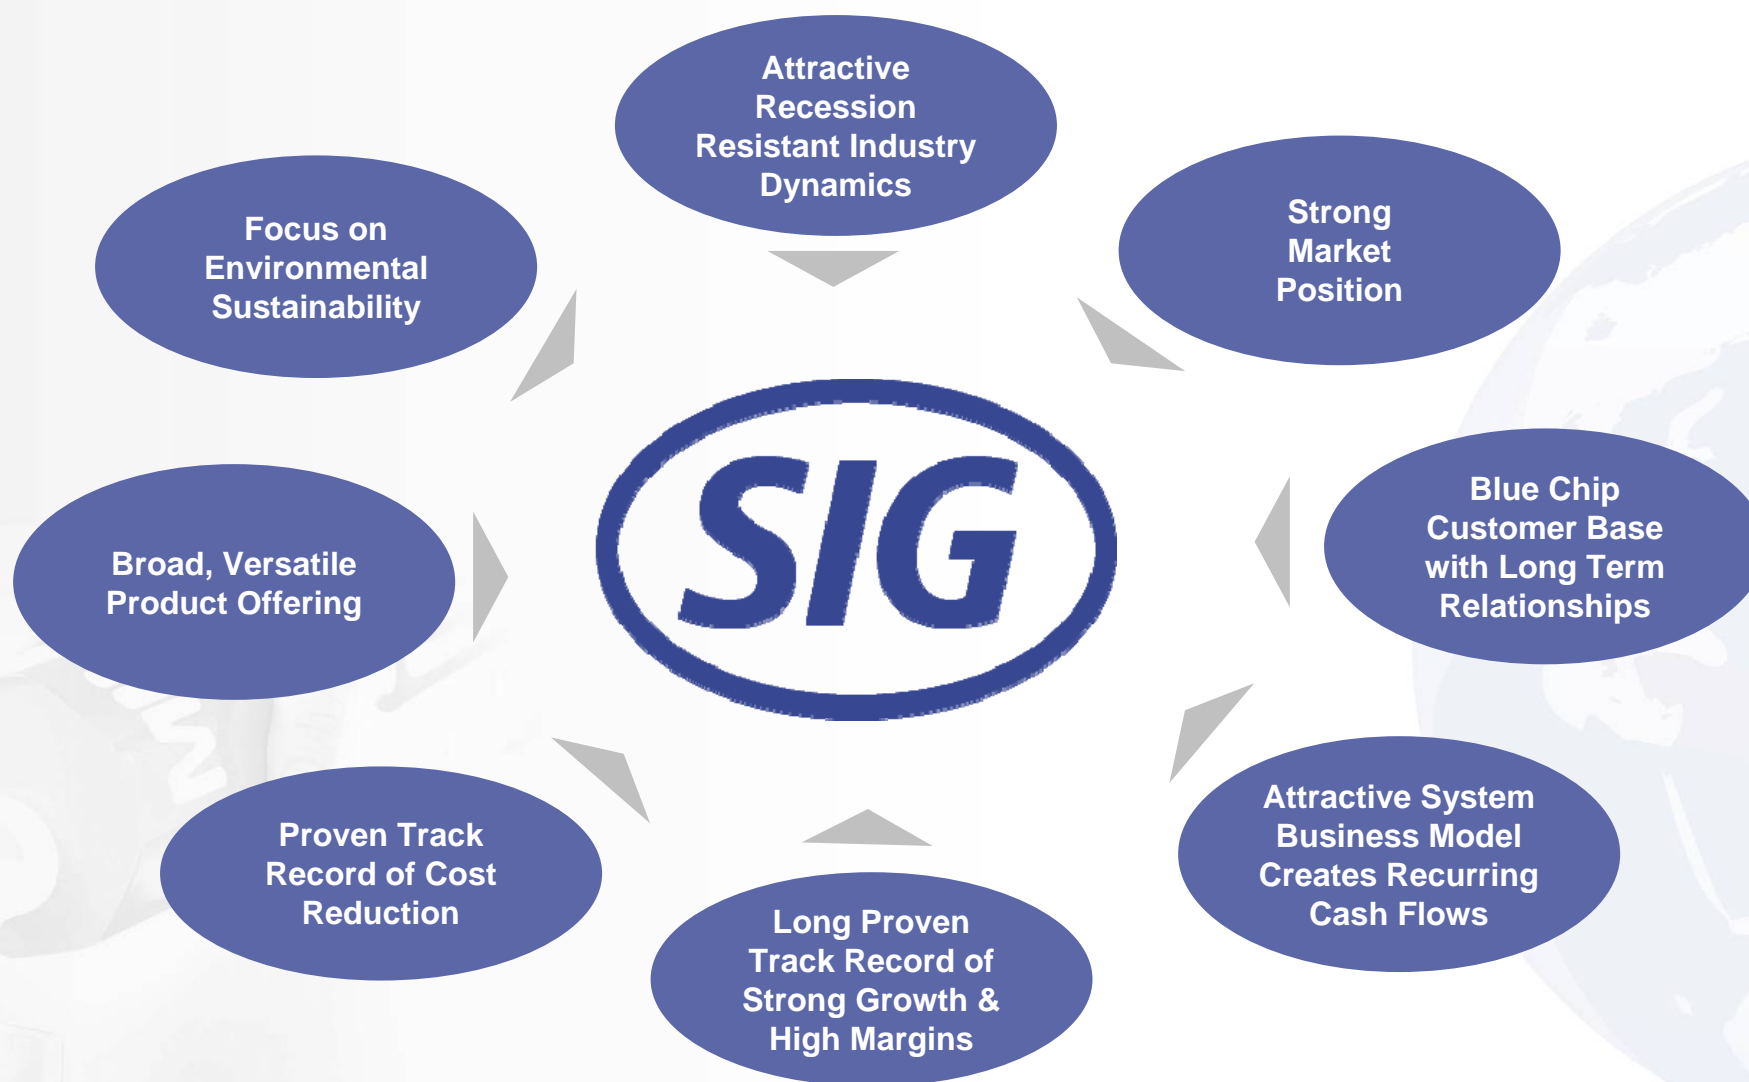 Attractive
Recession
Resistant Industry
Dynamics
Strong
Market
Position
Focus on
Environmental
Sustainability
SIG
Blue Chip
Customer Base
with Long Term
Relationships
Broad, Versatile
Product Offering
Attractive System
Business Model
Creates Recurring
Cash Flows
Proven Track
Record of Cost
Reduction
Long Proven
Track Record of
Strong Growth &
High Margins